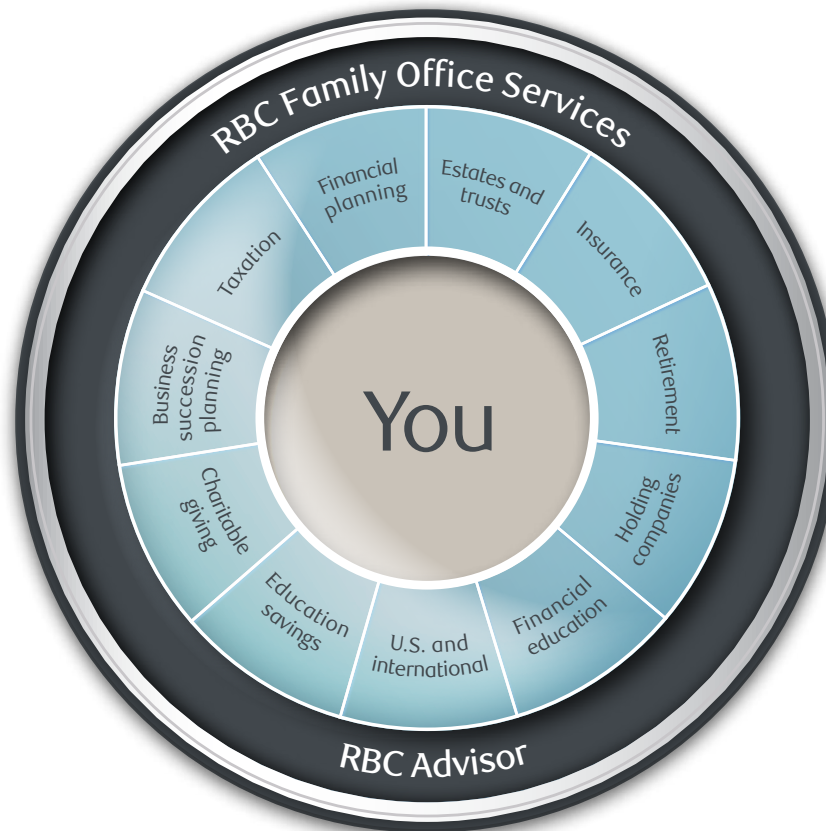 RBC Family Office Services
Financial
planning
Estates and
trusts
Insurance
Retirement
Holding
companies
Financial
education
U.S. and
international
Education
savings
Charitable
giving
Business
succession
planning
Taxation
You
RBC Advisor